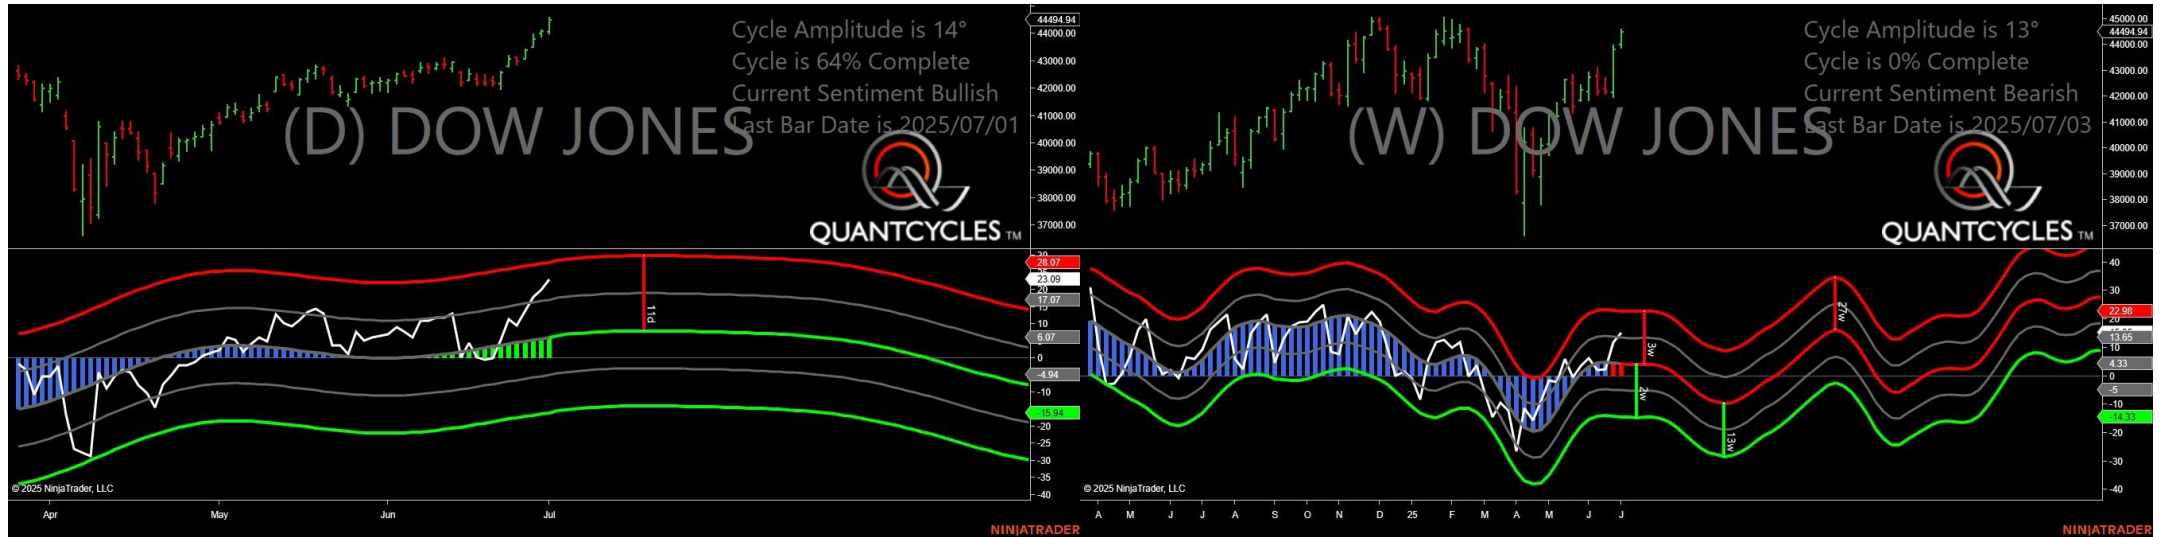 Cycle Amplitude is 14°
Cycle is 64% Complete
Current Sentiment Bullish
Last Bar Date is 2025/07/01
(D) DOW JONES
QUANTCYCLES TM
44494.94
44000.00
43000.00
42000.00
41000.00
40000.00
39000.00
38000.00
37000.00
28.07
23.09
20
17.07
15
10
6.07
0
-4.94
-10
-15.94
-20
-25
-30
-35
-40
11d
© 2025 NinjaTrader, LLC
Apr May Jun Jul
NINJATRADER
Cycle Amplitude is 13°
Cycle is 0% Complete
Current Sentiment Bearish
Last Bar Date is 2025/07/03
(W) DOW JONES
QUANTCYCLES TM
45000.00
44494.94
44000.00
43000.00
42000.00
41000.00
40000.00
39000.00
38000.00
37000.00
40
30
22.98
20
13.65
10
4.33
0
-5
-10
-14.33
-20
-30
-40
3w
2w
13w
27w
© 2025 NinjaTrader, LLC
A M J J A S O N D 25 F M A M J J
NINJATRADER